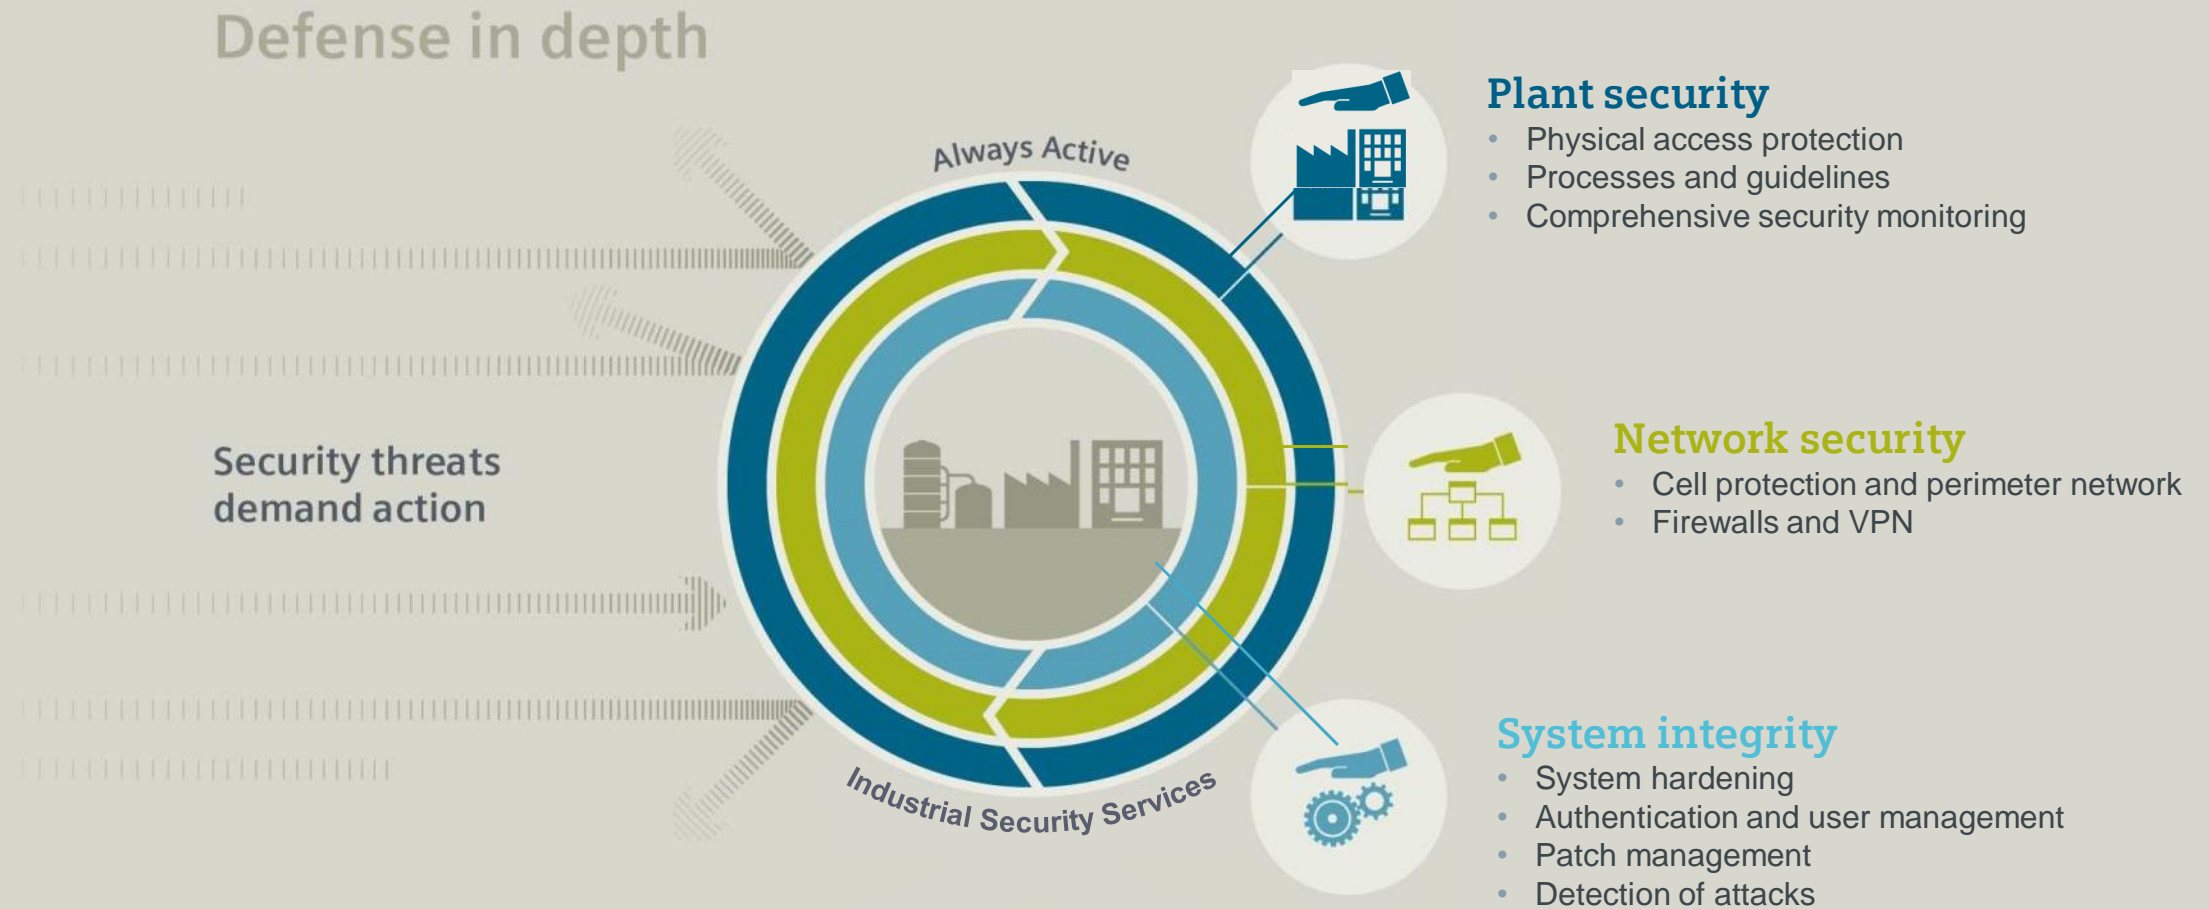 Defense in depth
Always Active
Security threats
demand action
Industrial Security Services
Plant security
• Physical access protection
• Processes and guidelines
• Comprehensive security monitoring
Network security
• Cell protection and perimeter network
• Firewalls and VPN
System integrity
• System hardening
• Authentication and user management
• Patch management
• Detection of attacks